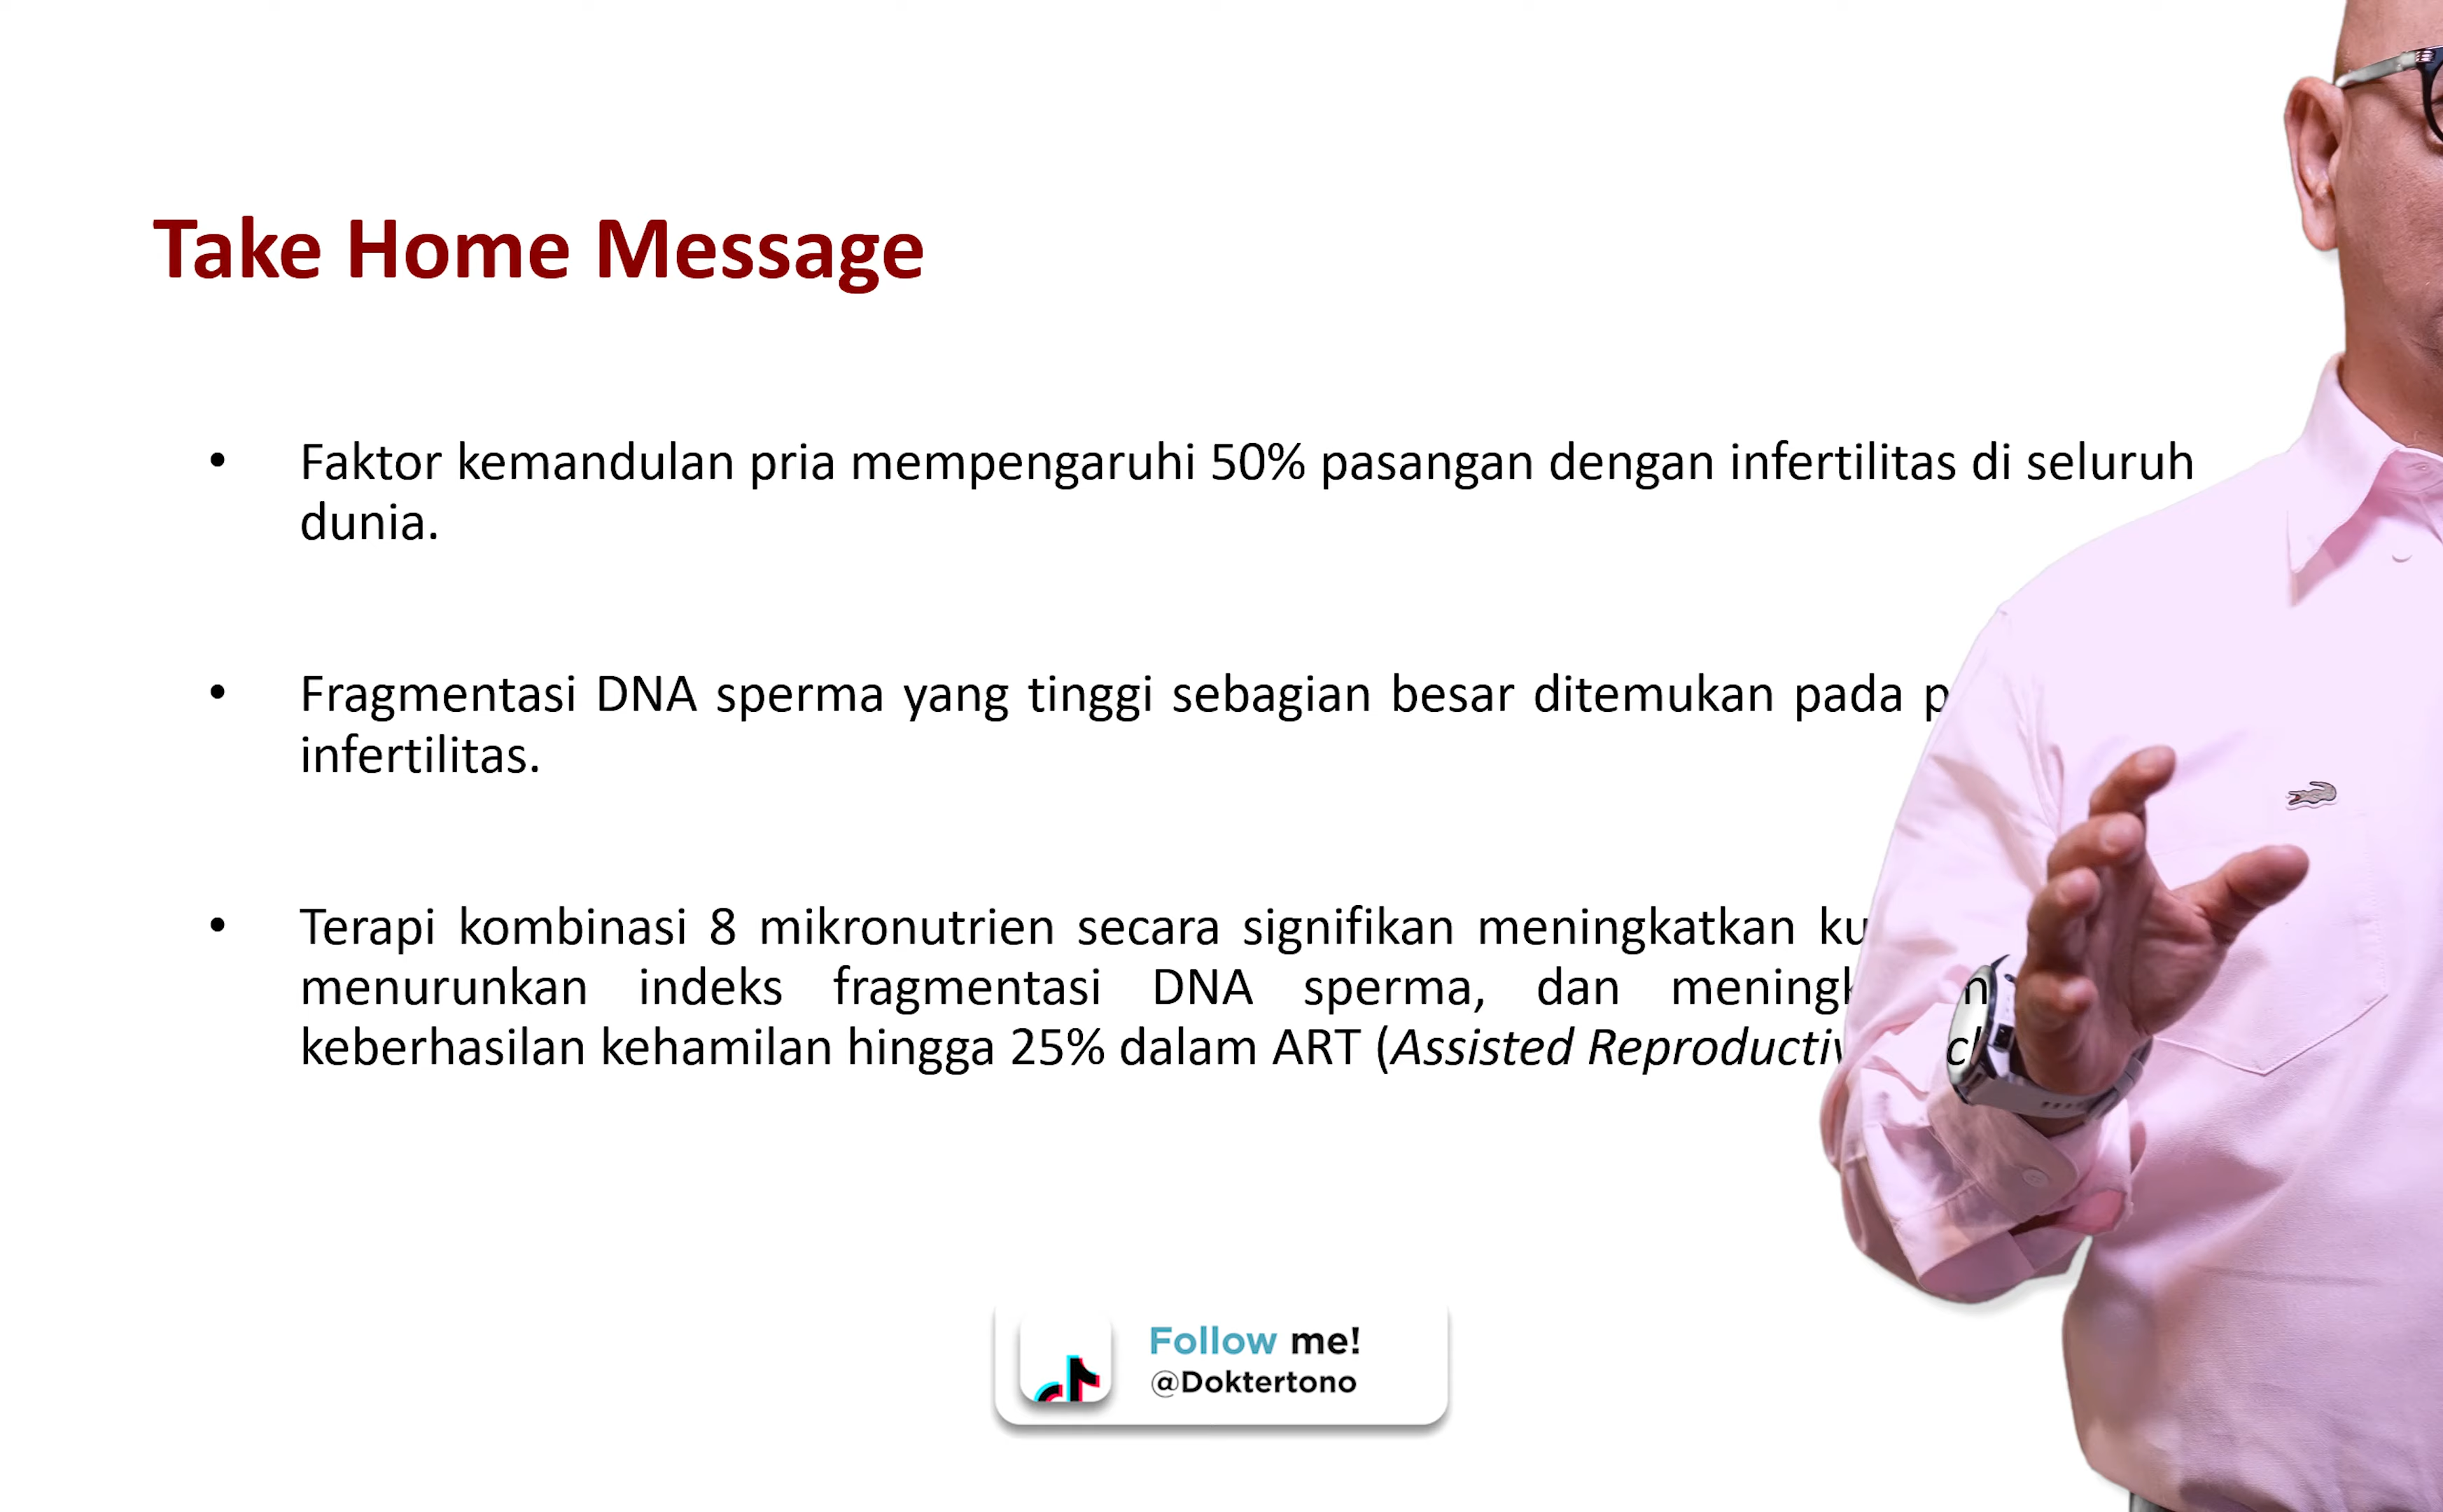 Take Home Message
• Faktor kemandulan pria mempengaruhi 50% pasangan dengan infertilitas di seluruh
dunia.
• Fragmentasi DNA sperma yang tinggi sebagian besar ditemukan pada
infertilitas.
• Terapi kombinasi 8 mikronutrien secara signifikan meningkatkan
menurunkan indeks fragmentasi DNA sperma, dan
keberhasilan kehamilan hingga 25% dalam ART (Assisted
Follow me!
@Doktertono